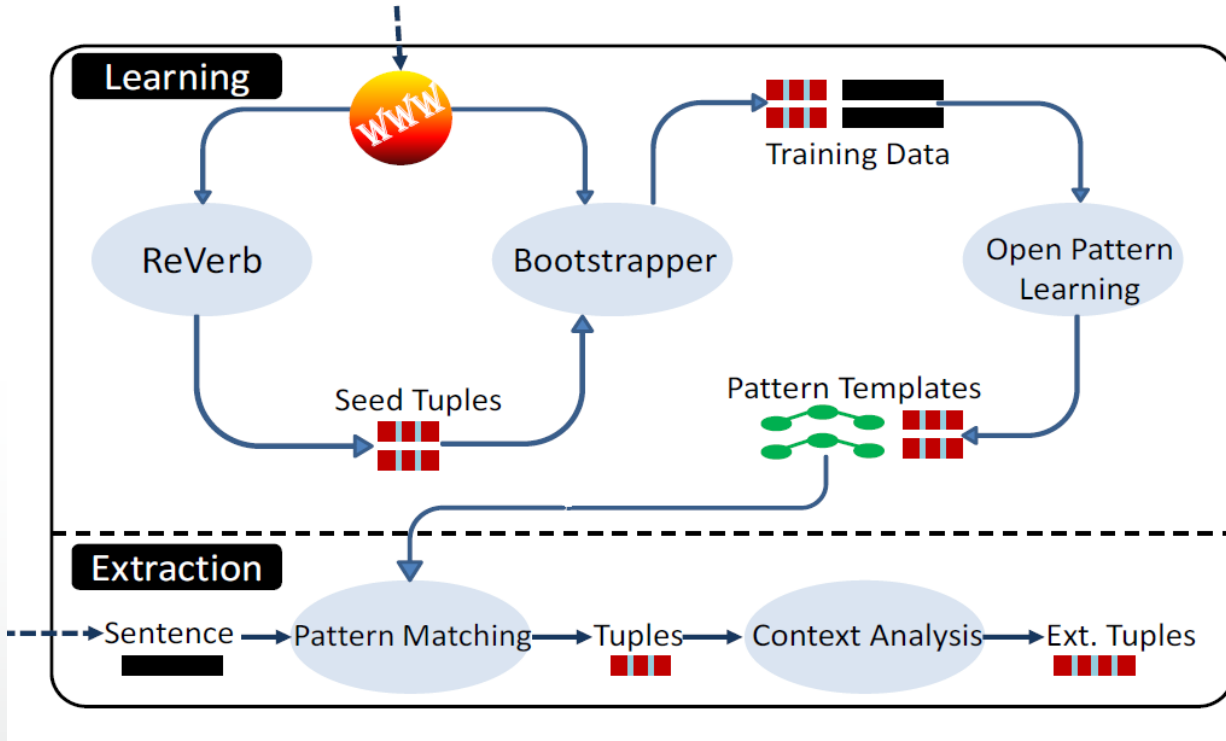 Learning
WWW
Training Data
ReVerb
Bootstrapper
Open Pattern
Learning
Seed Tuples
Pattern Templates
Extraction
Sentence
Pattern Matching
Tuples
Context Analysis
Ext. Tuples